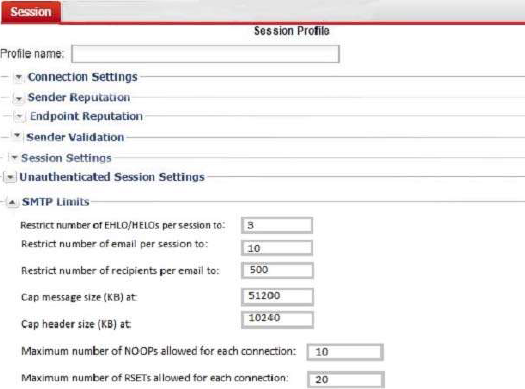 Session
Session Profile
Profile name:
Connection Settings
Sender Reputation
Endpoint Reputation
Sender Validation
Session Settings
Unauthenticated Session Settings
SMTP Limits
Restrict number of EHLO/HELOs per session to: 3
Restrict number of email per session to: 10
Restrict number of recipients per email to: 500
Cap message size (KB) at: 51200
Cap header size (KB) at: 10240
Maximum number of NOOPs allowed for each connection: 10
Maximum number of RSETs allowed for each connection: 20